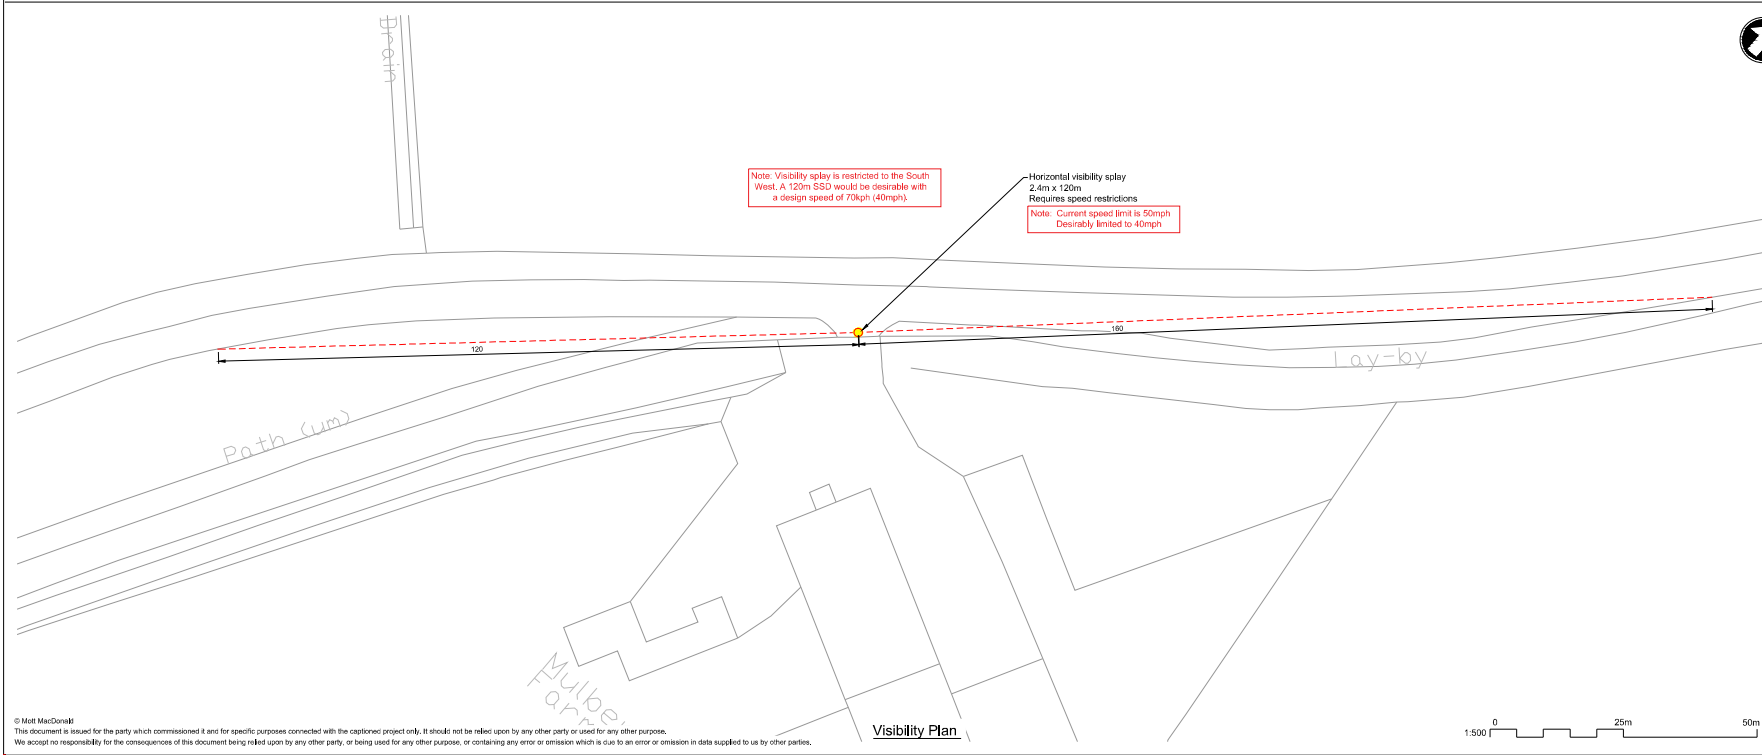 Drain
Note: Visibility splay is restricted to the South
West. A 120m SSD would be desirable with
a design speed of 70kph (40mph).
Horizontal visibility splay
2.4m x 120m
Requires speed restrictions
Note: Current speed limit is 50mph
Desirably limited to 40mph
120
160
Lay-by
Path (um)
Mulbe
Farm
© Mott MacDonald
This document is issued for the party which commissioned it and for specific purposes connected with the captioned project only. It should not be relied upon by any other party or used for any other purpose.
We accept no responsibility for the consequences of this document being relied upon by any other party, or being used for any other purpose, or containing any error or omission which is due to an error or omission in data supplied to us by other parties.
Visibility Plan
1:500
0 25m 50m